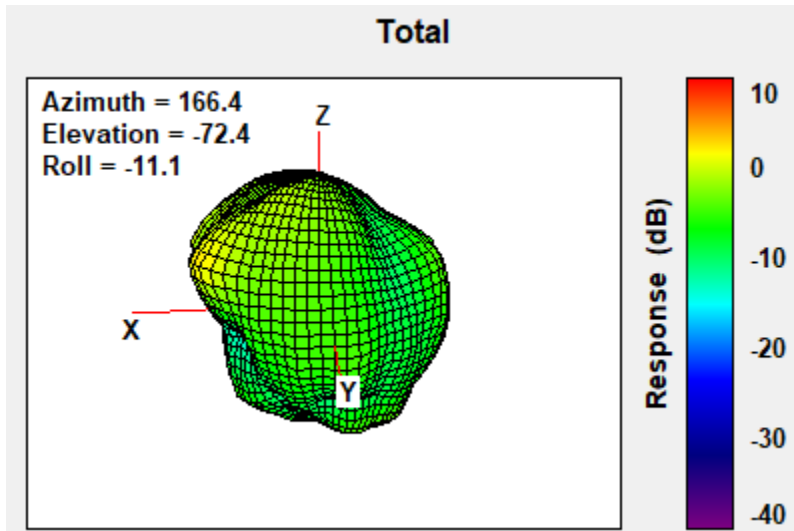 Total
Azimuth = 166.4
Elevation = -72.4
Roll = -11.1
Z
X
Y
Response (dB)
10
0
-10
-20
-30
-40